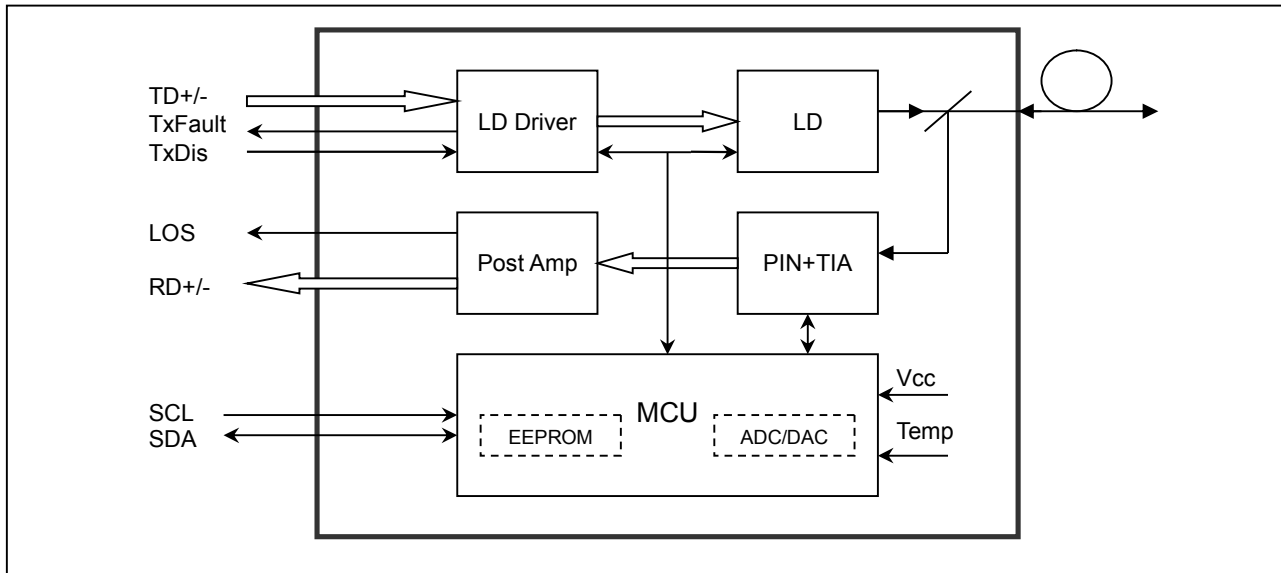 TD+/-
TxFault
TxDis
LD Driver
LD
LOS
RD+/-
Post Amp
PIN+TIA
SCL
SDA
MCU
EEPROM
ADC/DAC
Vcc
Temp